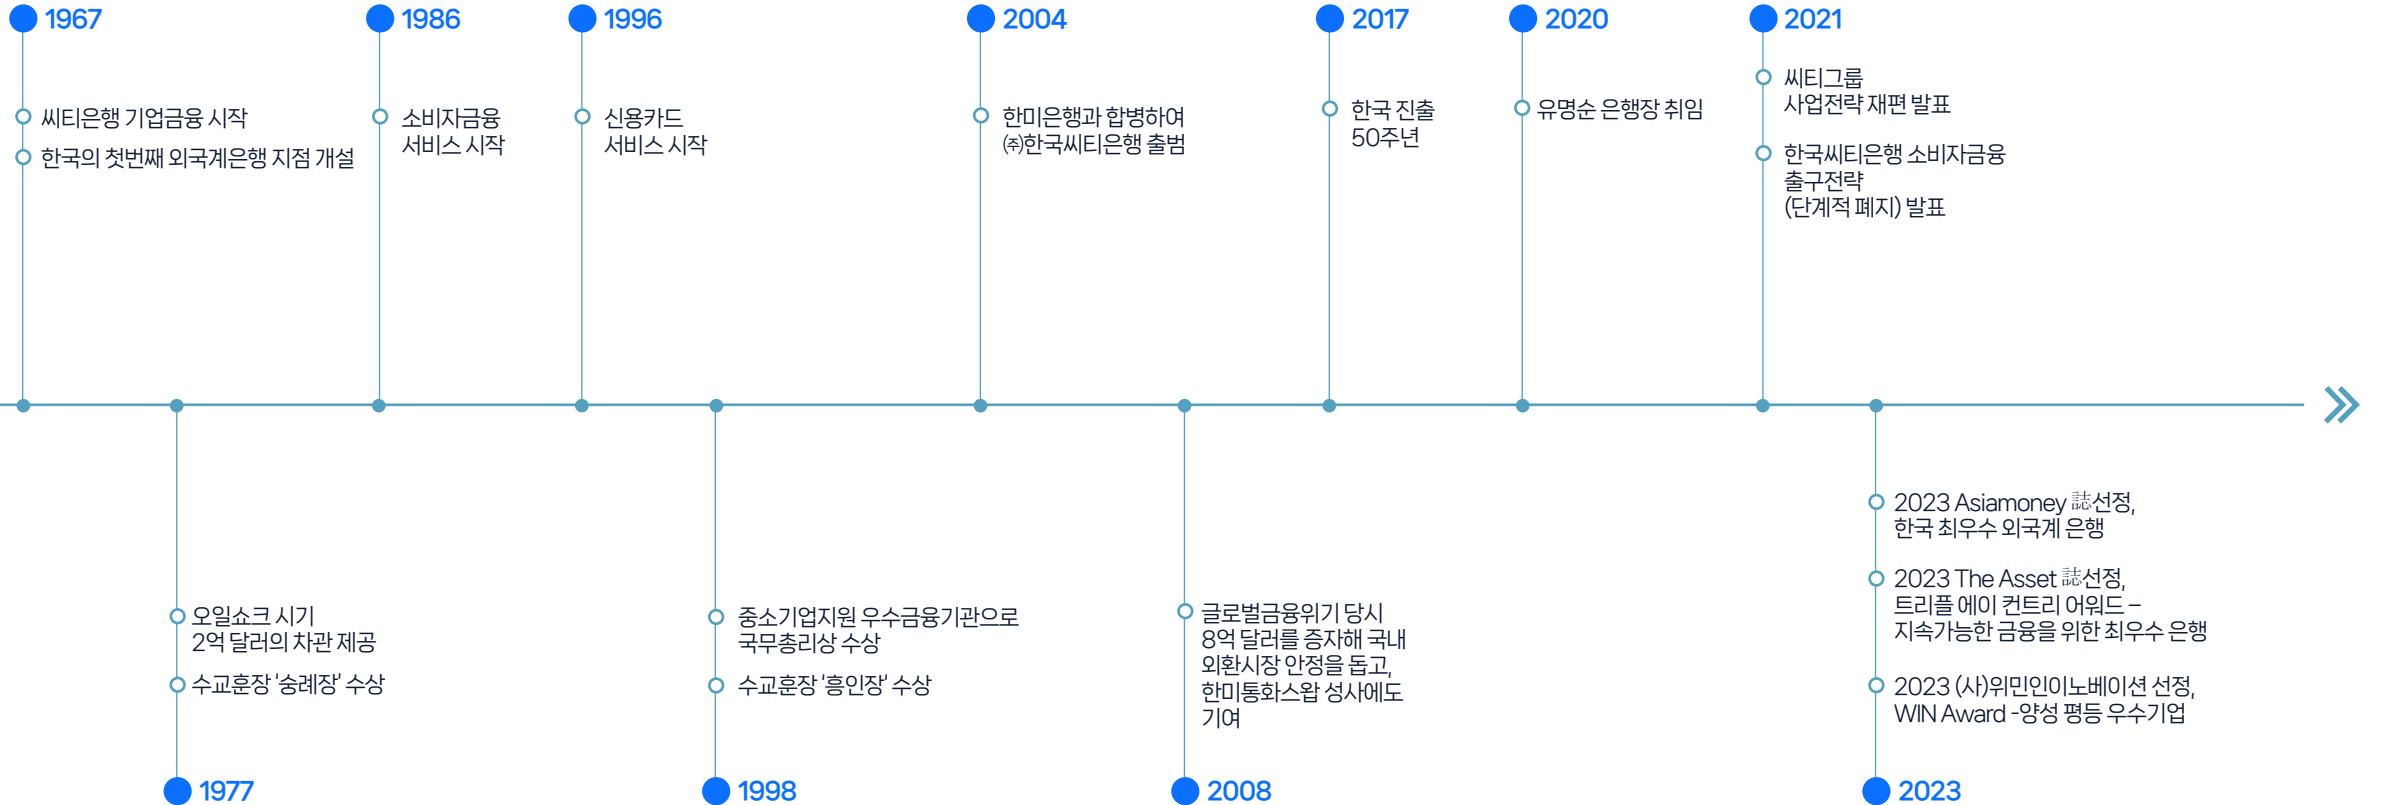 1967
씨티은행 기업금융 시작
한국의 첫번째 외국계은행 지점 개설
1986
소비자금융
서비스 시작
1996
신용카드
서비스 시작
2004
한미은행과 합병하여
㈜한국씨티은행 출범
2017
한국 진출
50주년
2020
유명순 은행장 취임
2021
씨티그룹
사업전략 재편 발표
한국씨티은행 소비자금융
출구전략
(단계적 폐지) 발표
오일쇼크 시기
2억 달러의 차관 제공
수교훈장 '숭례장' 수상
1977
중소기업지원 우수금융기관으로
국무총리상 수상
수교훈장 '흥인장' 수상
1998
글로벌금융위기 당시
8억 달러를 증자해 국내
외환시장 안정을 돕고,
한미통화스왑 성사에도
기여
2008
2023 Asiamoney 誌선정,
한국 최우수 외국계 은행
2023 The Asset 誌선정,
트리플 에이 컨트리 어워드 –
지속가능한 금융을 위한 최우수 은행
2023 (사)위민인이노베이션 선정,
WIN Award -양성 평등 우수기업
2023